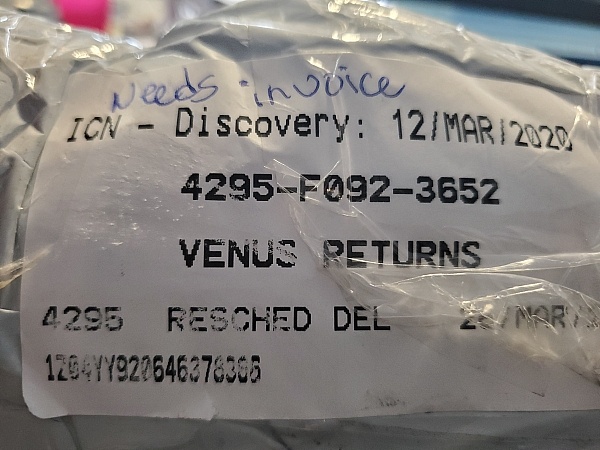 Needs invoice
ICN - Discovery: 12/MAR/2020
4295-F092-3652
VENUS RETURNS
4295 RESCHED DEL